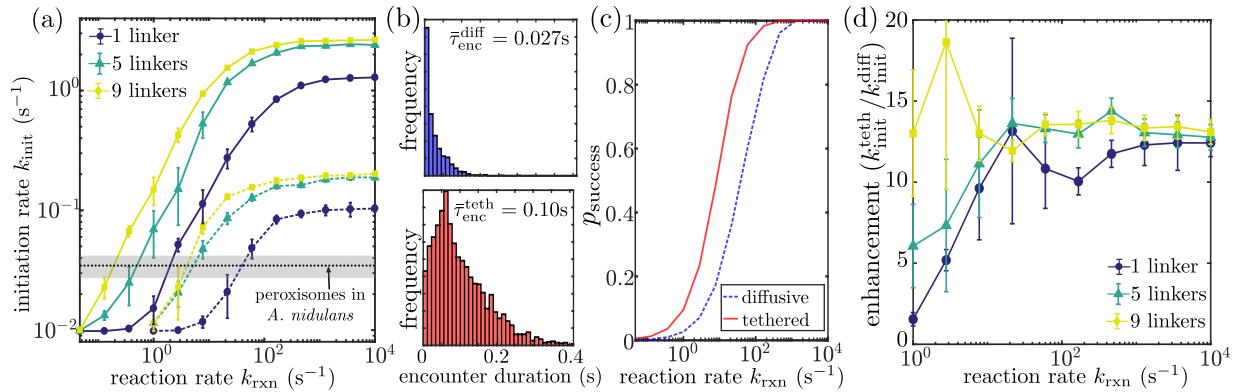 (a)
1 linker
5 linkers
9 linkers
10^0
10^-1
10^-2
initiation rate k_init (s^-1)
peroxisomes in
A. nidulans
10^0
10^2
10^4
reaction rate k_rxn (s^-1)
(b)
τ̄_enc^diff = 0.027s
frequency
τ̄_enc^teth = 0.10s
frequency
0
0.2
0.4
encounter duration (s)
(c)
1
0.8
0.6
0.4
0.2
0
p_success
diffusive
tethered
10^0
10^2
10^4
reaction rate k_rxn (s^-1)
(d)
20
15
10
5
0
enhancement (k_init^teth/k_init^diff)
1 linker
5 linkers
9 linkers
10^0
10^2
10^4
reaction rate k_rxn (s^-1)